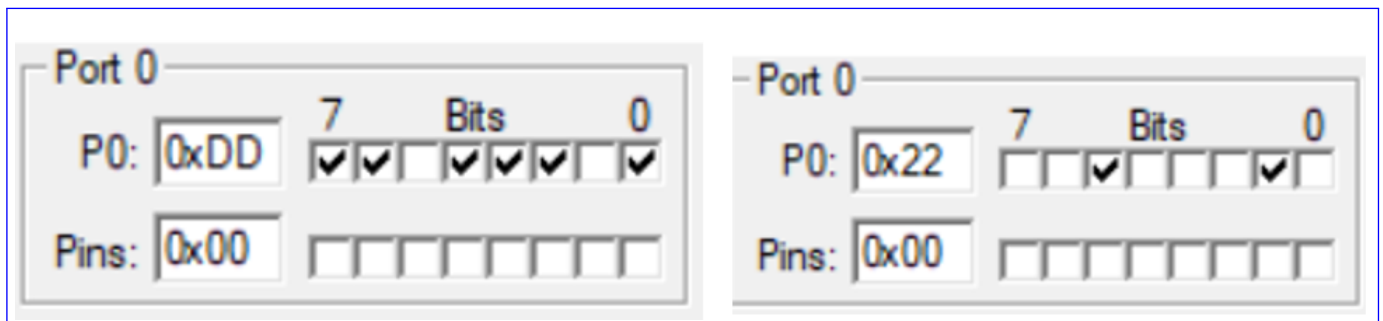 Port 0
7 Bits 0
P0: 0xDD
Pins: 0x00
Port 0
7 Bits 0
P0: 0x22
Pins: 0x00